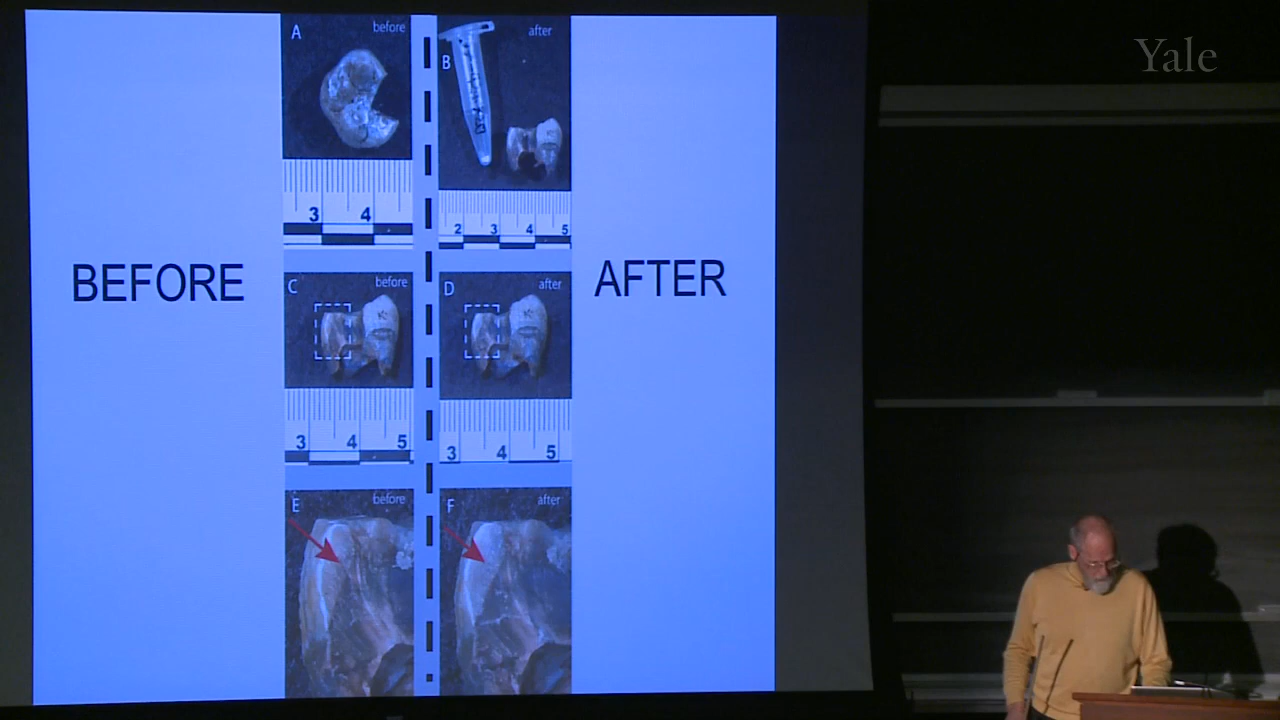 Yale
BEFORE
AFTER
A
before
3 4
B
after
2 3 4 5
C
before
3 4 5
D
after
3 4 5
E
before
F
after